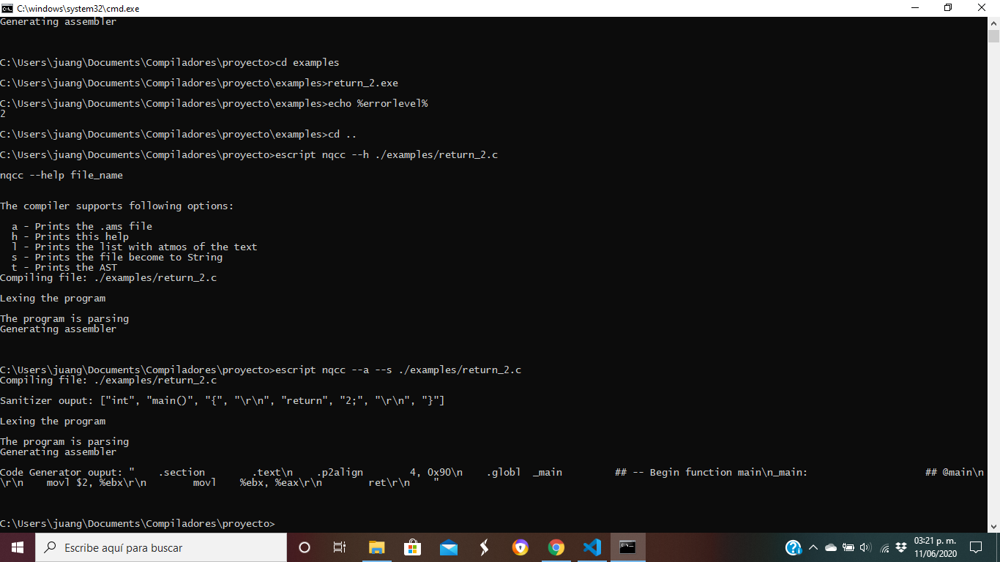 C:\windows\system32\cmd.exe
Generating assembler
C:\Users\juang\Documents\Compiladores\proyecto>cd examples
C:\Users\juang\Documents\Compiladores\proyecto\examples>return_2.exe
C:\Users\juang\Documents\Compiladores\proyecto\examples>echo %errorlevel%
2
C:\Users\juang\Documents\Compiladores\proyecto\examples>cd ..
C:\Users\juang\Documents\Compiladores\proyecto>escript nqcc --h ./examples/return_2.c
nqcc --help file_name
The compiler supports following options:
  a - Prints the .ams file
  h - Prints this help
  l - Prints the list with atmos of the text
  s - Prints the file become to String
  t - Prints the AST
Compiling file: ./examples/return_2.c
Lexing the program
The program is parsing
Generating assembler
C:\Users\juang\Documents\Compiladores\proyecto>escript nqcc --a --s ./examples/return_2.c
Compiling file: ./examples/return_2.c
Sanitizer ouput: ["int", "main()", "{", "\r\n", "return", "2;", "\r\n", "}"]
Lexing the program
The program is parsing
Generating assembler
Code Generator ouput: "    .section        .text\n    .p2align        4, 0x90\n    .globl  _main         ## -- Begin function main\n_main:                    ## @main\n
\r\n    movl $2, %ebx\r\n        movl    %ebx, %eax\r\n        ret\r\n    "
C:\Users\juang\Documents\Compiladores\proyecto>
Escribe aquí para buscar
03:21 p. m.
11/06/2020